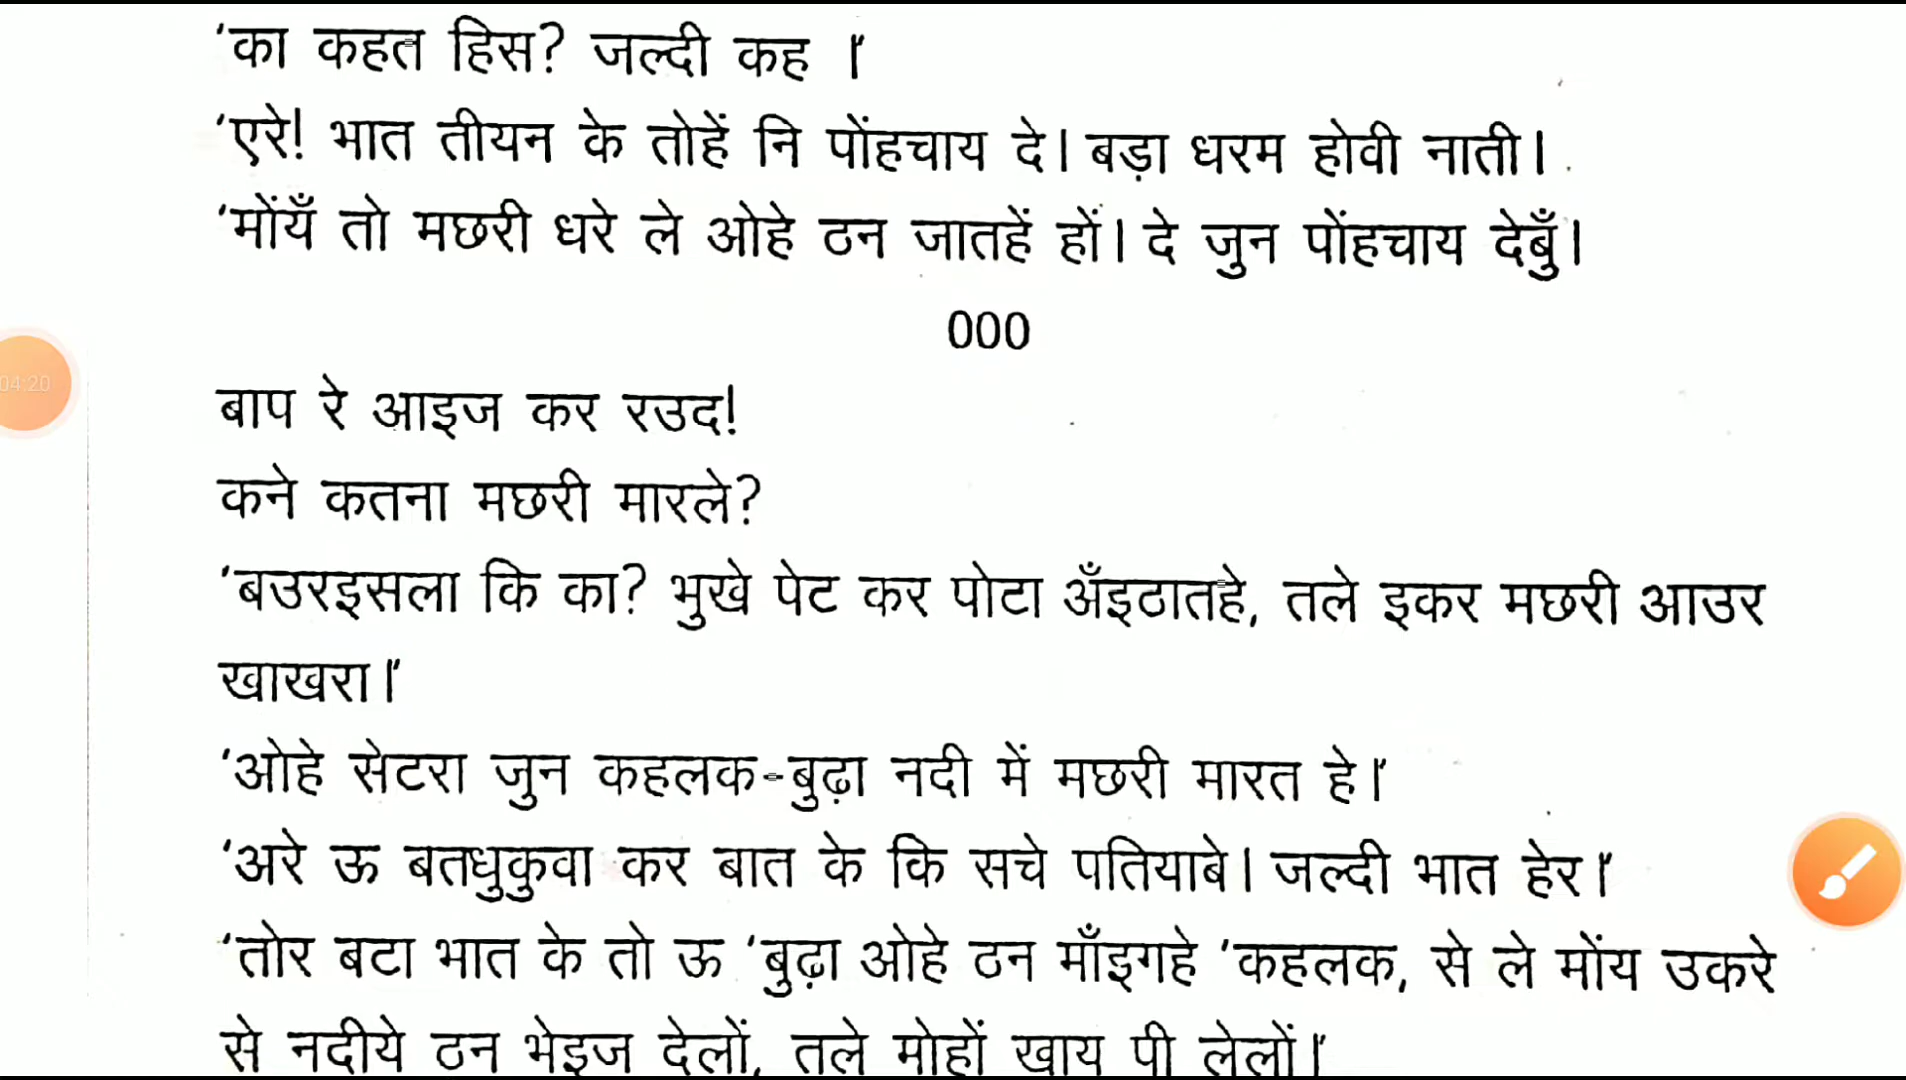 'का कहत हिस? जल्दी कह ।'
'एरे! भात तीयन के तोहें नि पोंहचाय दे। बड़ा धरम होवी नाती।
'मोंयँ तो मछरी धरे ले ओहे ठन जातहें हों। दे जुन पोंहचाय देबुँ।
000
04:20
बाप रे आइज कर रउद!
कने कतना मछरी मारले?
'बउरइसला कि का? भुखे पेट कर पोटा अँइठातहे, तले इकर मछरी आउर
खाखरा।'
'ओहे सेटरा जुन कहलक-बुढ़ा नदी में मछरी मारत हे।'
'अरे ऊ बतधुकुवा कर बात के कि सचे पतियाबे। जल्दी भात हेर।'
'तोर बटा भात के तो ऊ 'बुढ़ा ओहे ठन माँइगहे 'कहलक, से ले मोंय उकरे
से नदीये ठन भेइज देलों, तले मोहों खाय पी लेलों।'